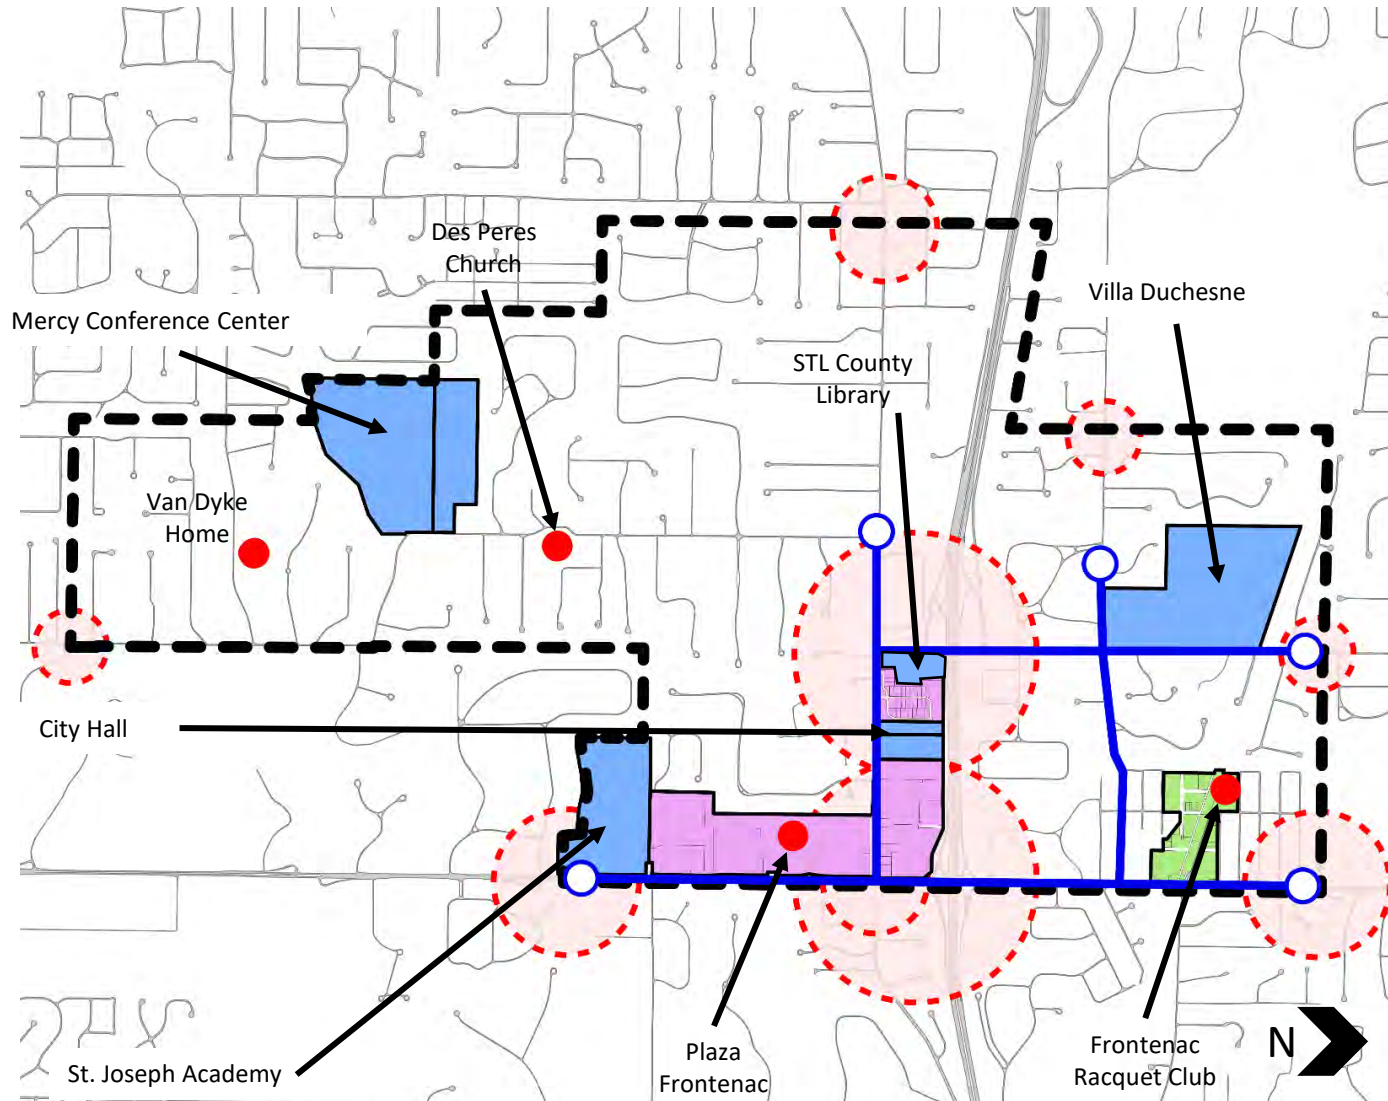 Des Peres
Church
Villa Duchesne
Mercy Conference Center
STL County
Library
Van Dyke
Home
City Hall
Plaza
Frontenac
Frontenac
Racquet Club
N
St. Joseph Academy